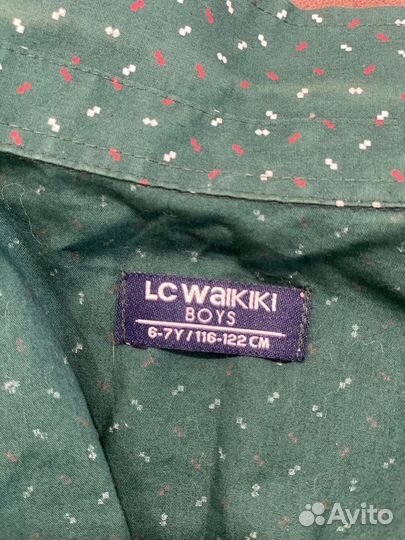 LC WAIKIKI
BOYS
6-7Y / 116-122 CM
Avito